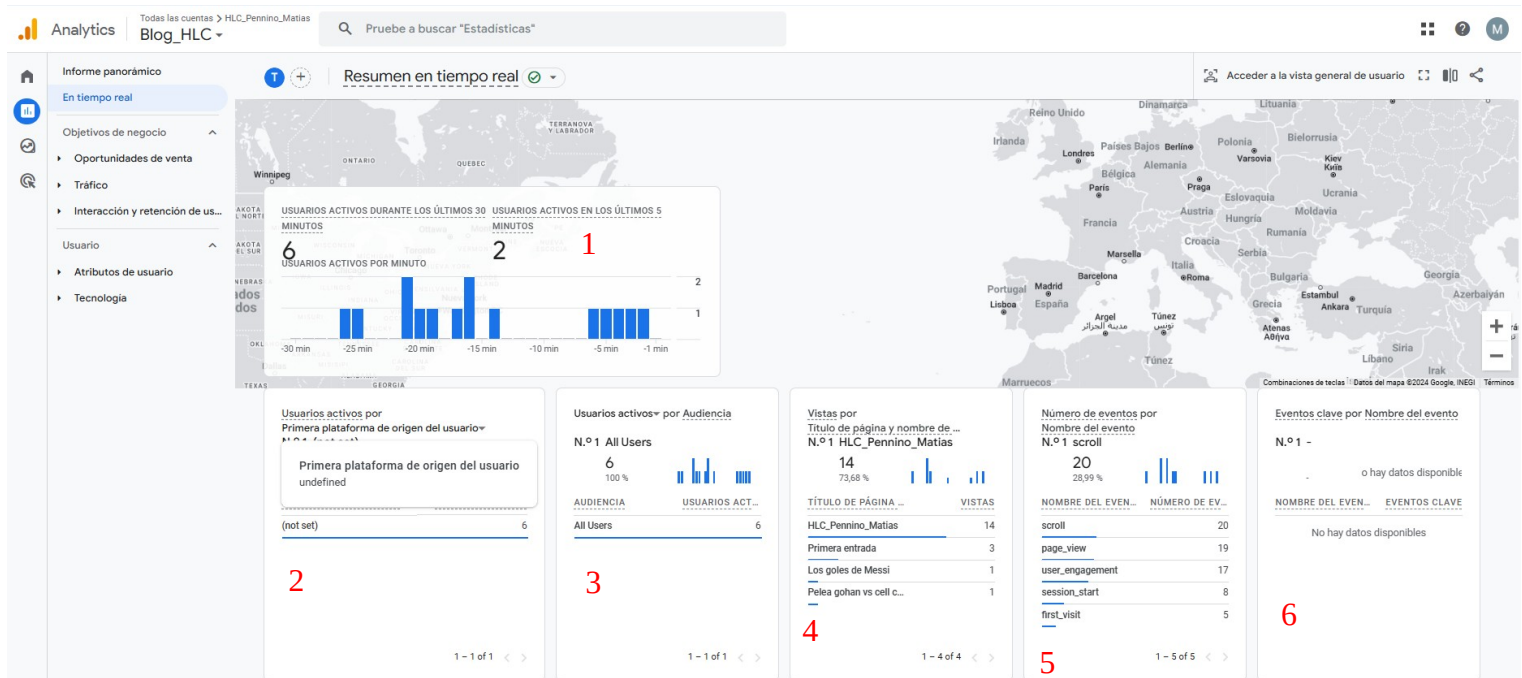 Todas las cuentas > HLC_Pennino_Matias
Analytics
Blog_HLC
Pruebe a buscar "Estadísticas"
M
Informe panorámico
En tiempo real
Objetivos de negocio
Oportunidades de venta
Tráfico
Interacción y retención de us...
Usuario
Atributos de usuario
Tecnología
T
Resumen en tiempo real
Acceder a la vista general de usuario
TERRANOVA
Y LABRADOR
ONTARIO
QUEBEC
Winnipeg
Dinamarca
Lituania
Reino Unido
Irlanda
Londres
Países Bajos
Berlín
Polonia
Varsovia
Bielorrusia
Kiev
Київ
Bélgica
Alemania
París
Praga
Eslovaquia
Ucrania
Austria
Hungría
Moldavia
Francia
Croacia
Rumanía
Serbia
Marsella
Italia
Barcelona
Roma
Bulgaria
Georgia
Portugal
Madrid
Lisboa
España
Estambul
Ankara
Turquía
Azerbaiyán
Grecia
Argel
مدينة الجزائر
Túnez
تونس
Atenas
Αθήνα
Túnez
Siria
Líbano
Irak
Marruecos
TEXAS
GEORGIA
Combinaciones de teclas
Datos del mapa ©2024 Google, INEGI
Términos
USUARIOS ACTIVOS DURANTE LOS ÚLTIMOS 30 MINUTOS
6
USUARIOS ACTIVOS EN LOS ÚLTIMOS 5 MINUTOS
2
1
USUARIOS ACTIVOS POR MINUTO
2
1
-30 min -25 min -20 min -15 min -10 min -5 min -1 min
Usuarios activos por
Primera plataforma de origen del usuario
N.º 1 (not set)
Primera plataforma de origen del usuario
undefined
(not set) 6
2
1 – 1 of 1
Usuarios activos por Audiencia
N.º 1 All Users
6
100 %
AUDIENCIA USUARIOS ACT...
All Users 6
3
1 – 1 of 1
Vistas por
Título de página y nombre de ...
N.º 1 HLC_Pennino_Matias
14
73,68 %
TÍTULO DE PÁGINA ... VISTAS
HLC_Pennino_Matias 14
Primera entrada 3
Los goles de Messi 1
Pelea gohan vs cell c... 1
4
1 – 4 of 4
Número de eventos por
Nombre del evento
N.º 1 scroll
20
28,99 %
NOMBRE DEL EVEN... NÚMERO DE EV...
scroll 20
page_view 19
user_engagement 17
session_start 8
first_visit 5
5
1 – 5 of 5
Eventos clave por Nombre del evento
N.º 1 -
-
o hay datos disponible
NOMBRE DEL EVEN... EVENTOS CLAVE
No hay datos disponibles
6